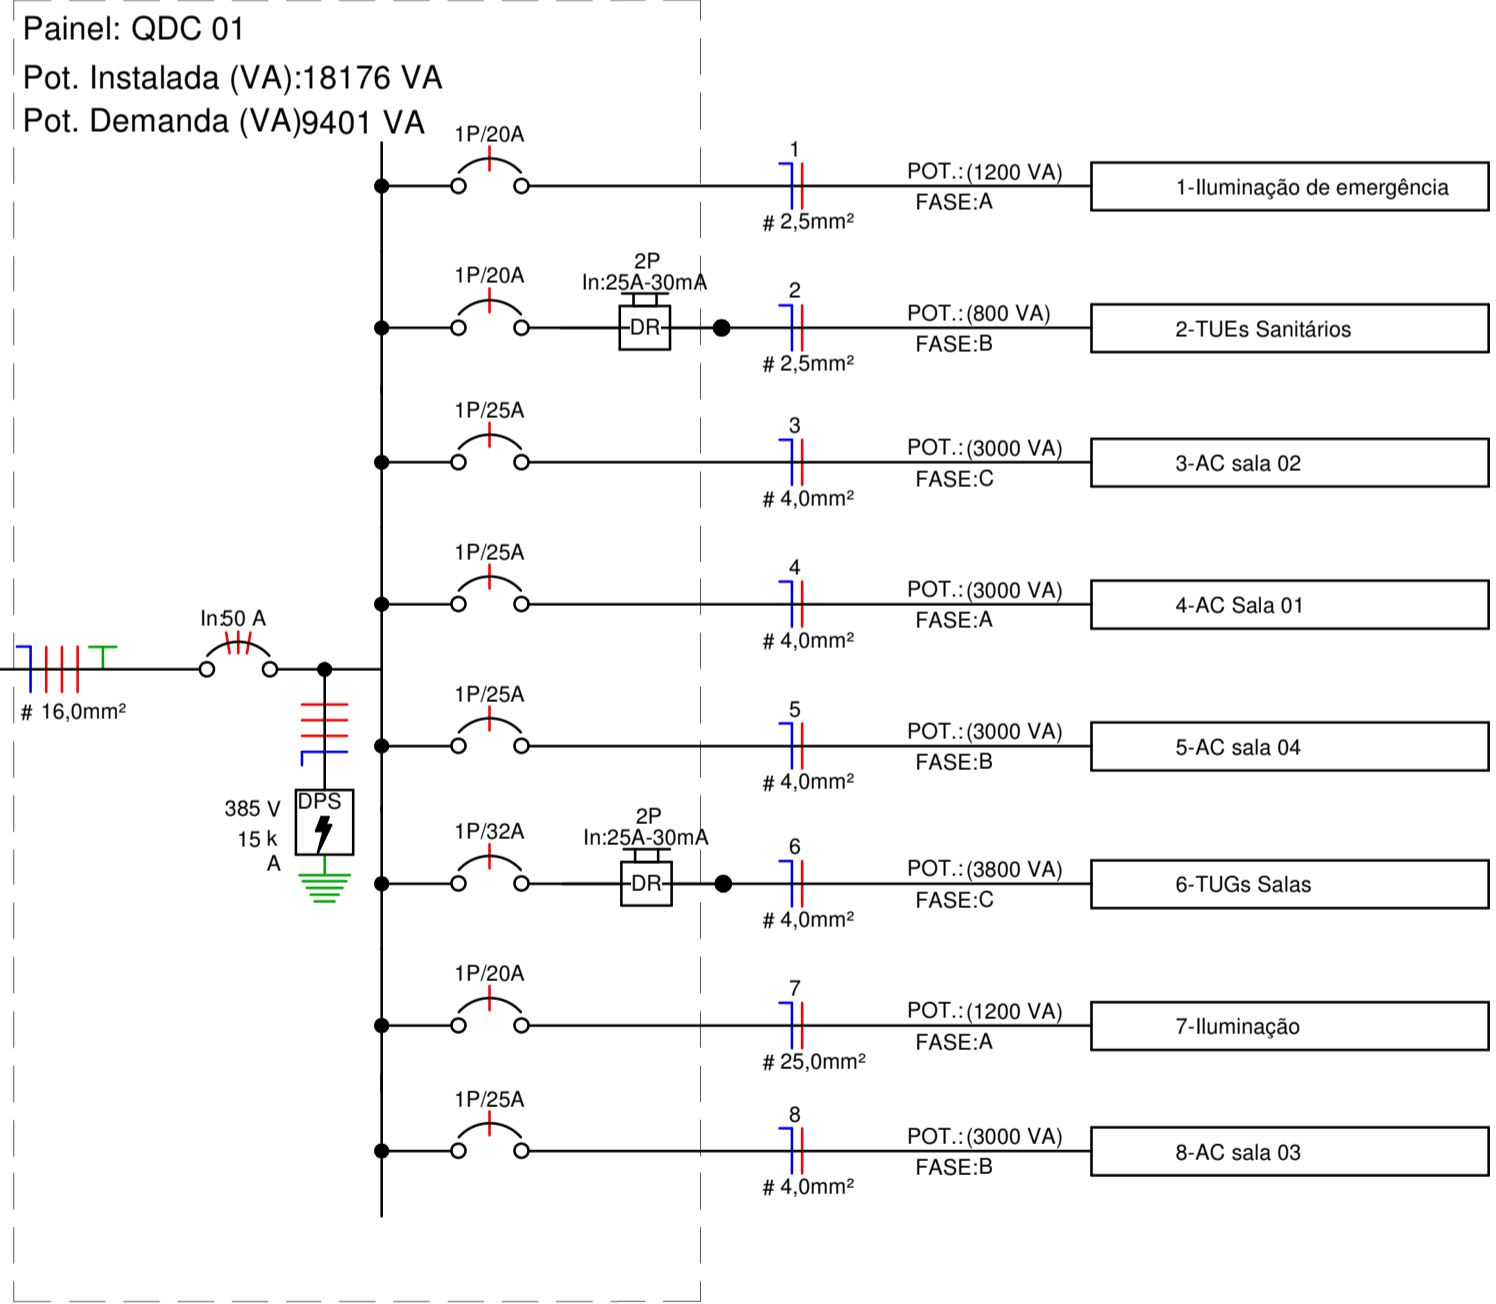 Painel: QDC 01
Pot. Instalada (VA):18176 VA
Pot. Demanda (VA)9401 VA
1P/20A
1
POT.:(1200 VA)
FASE:A
# 2,5mm²
1-Iluminação de emergência
1P/20A
2P
In:25A-30mA
DR
2
POT.:(800 VA)
FASE:B
# 2,5mm²
2-TUEs Sanitários
1P/25A
3
POT.:(3000 VA)
FASE:C
# 4,0mm²
3-AC sala 02
1P/25A
4
POT.:(3000 VA)
FASE:A
# 4,0mm²
4-AC Sala 01
In:50 A
# 16,0mm²
1P/25A
5
POT.:(3000 VA)
FASE:B
# 4,0mm²
5-AC sala 04
385 V
15 k
A
DPS
1P/32A
2P
In:25A-30mA
DR
6
POT.:(3800 VA)
FASE:C
# 4,0mm²
6-TUGs Salas
1P/20A
7
POT.:(1200 VA)
FASE:A
# 25,0mm²
7-Iluminação
1P/25A
8
POT.:(3000 VA)
FASE:B
# 4,0mm²
8-AC sala 03